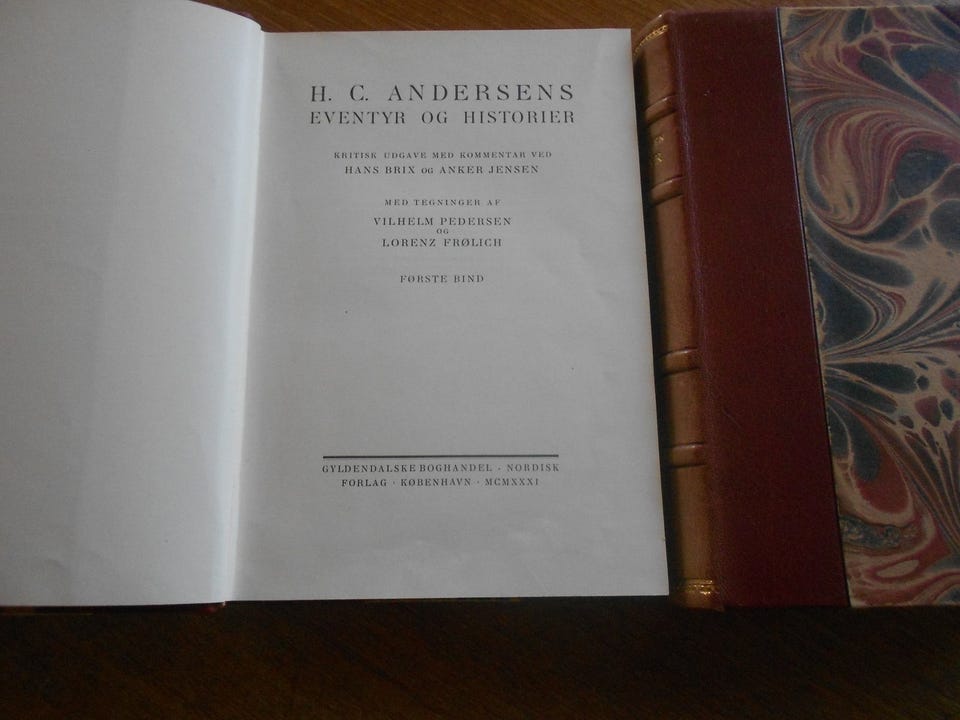 H. C. ANDERSENS
EVENTYR OG HISTORIER
KRITISK UDGAVE MED KOMMENTAR VED
HANS BRIX OG ANKER JENSEN
MED TEGNINGER AF
VILHELM PEDERSEN
OG
LORENZ FRØLICH
FØRSTE BIND
GYLDENDALSKE BOGHANDEL · NORDISK
FORLAG · KØBENHAVN · MCMXXXI